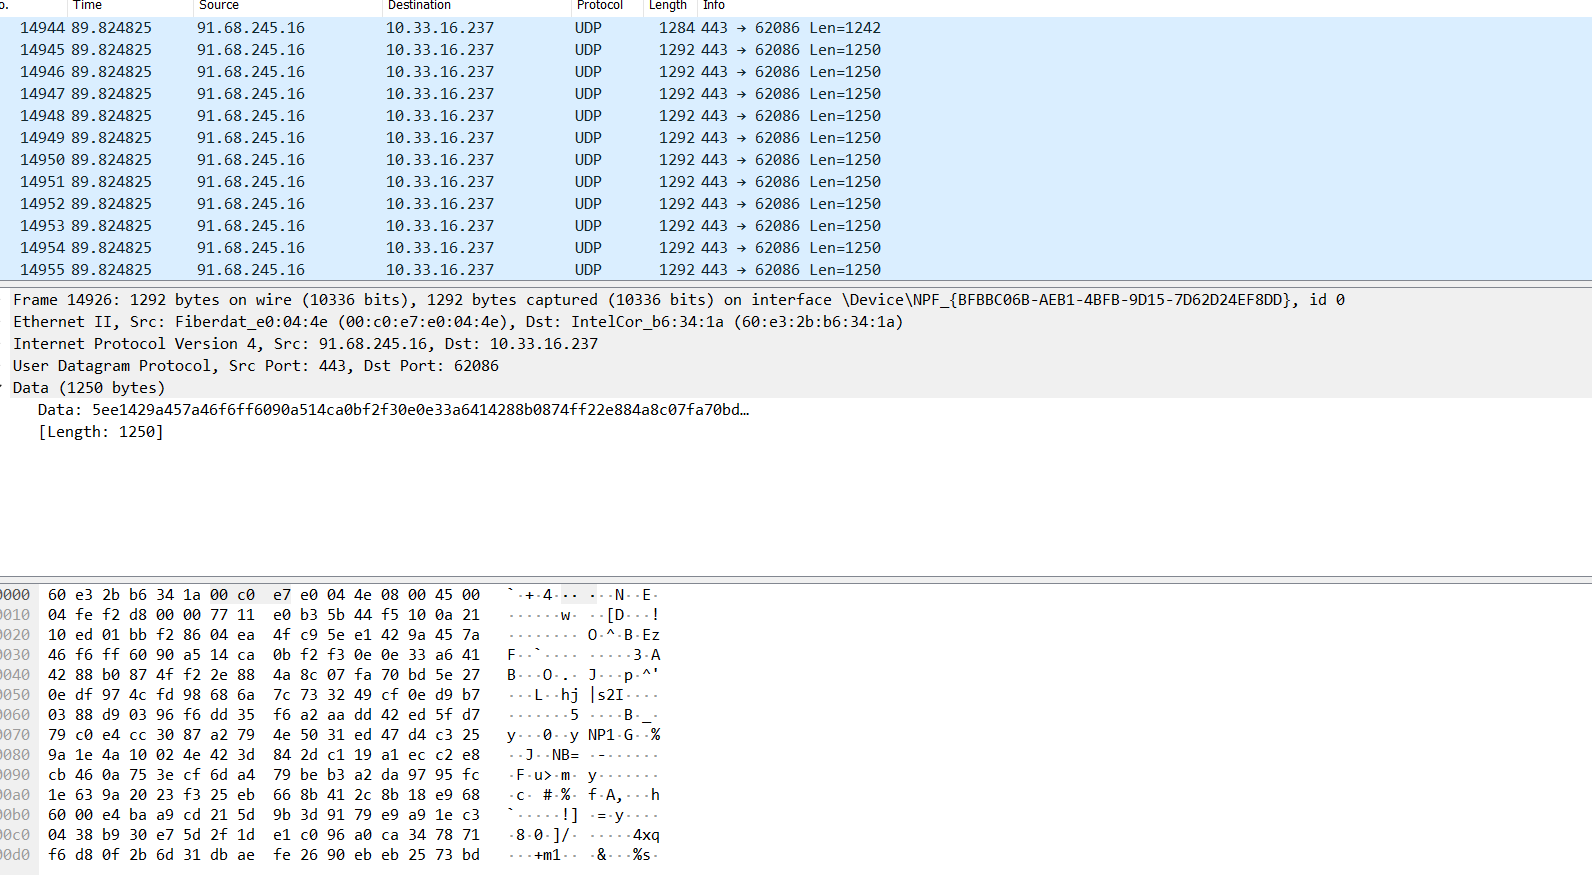 o. Time Source Destination Protocol Length Info
14944 89.824825 91.68.245.16 10.33.16.237 UDP 1284 443 → 62086 Len=1242
14945 89.824825 91.68.245.16 10.33.16.237 UDP 1292 443 → 62086 Len=1250
14946 89.824825 91.68.245.16 10.33.16.237 UDP 1292 443 → 62086 Len=1250
14947 89.824825 91.68.245.16 10.33.16.237 UDP 1292 443 → 62086 Len=1250
14948 89.824825 91.68.245.16 10.33.16.237 UDP 1292 443 → 62086 Len=1250
14949 89.824825 91.68.245.16 10.33.16.237 UDP 1292 443 → 62086 Len=1250
14950 89.824825 91.68.245.16 10.33.16.237 UDP 1292 443 → 62086 Len=1250
14951 89.824825 91.68.245.16 10.33.16.237 UDP 1292 443 → 62086 Len=1250
14952 89.824825 91.68.245.16 10.33.16.237 UDP 1292 443 → 62086 Len=1250
14953 89.824825 91.68.245.16 10.33.16.237 UDP 1292 443 → 62086 Len=1250
14954 89.824825 91.68.245.16 10.33.16.237 UDP 1292 443 → 62086 Len=1250
14955 89.824825 91.68.245.16 10.33.16.237 UDP 1292 443 → 62086 Len=1250
Frame 14926: 1292 bytes on wire (10336 bits), 1292 bytes captured (10336 bits) on interface \Device\NPF_{BFBBC06B-AEB1-4BFB-9D15-7D62D24EF8DD}, id 0
Ethernet II, Src: Fiberdat_e0:04:4e (00:c0:e7:e0:04:4e), Dst: IntelCor_b6:34:1a (60:e3:2b:b6:34:1a)
Internet Protocol Version 4, Src: 91.68.245.16, Dst: 10.33.16.237
User Datagram Protocol, Src Port: 443, Dst Port: 62086
Data (1250 bytes)
Data: 5ee1429a457a46f6ff6090a514ca0bf2f30e0e33a6414288b0874ff22e884a8c07fa70bd…
[Length: 1250]
0000 60 e3 2b b6 34 1a 00 c0 e7 e0 04 4e 08 00 45 00 `·+·4··· ···N··E·
0010 04 fe f2 d8 00 00 77 11 e0 b3 5b 44 f5 10 0a 21 ······w· ··[D···!
0020 10 ed 01 bb f2 86 04 ea 4f c9 5e e1 42 9a 45 7a ········ O·^·B·Ez
0030 46 f6 ff 60 90 a5 14 ca 0b f2 f3 0e 0e 33 a6 41 F··`···· ·····3·A
0040 42 88 b0 87 4f f2 2e 88 4a 8c 07 fa 70 bd 5e 27 B···O·.· J···p·^'
0050 0e df 97 4c fd 98 68 6a 7c 73 32 49 cf 0e d9 b7 ···L··hj |s2I····
0060 03 88 d9 03 96 f6 dd 35 f6 a2 aa dd 42 ed 5f d7 ·······5 ····B·_·
0070 79 c0 e4 cc 30 87 a2 79 4e 50 31 ed 47 d4 c3 25 y···0··y NP1·G··%
0080 9a 1e 4a 10 02 4e 42 3d 84 2d c1 19 a1 ec c2 e8 ··J··NB= ·-······
0090 cb 46 0a 75 3e cf 6d a4 79 be b3 a2 da 97 95 fc ·F·u>·m· y·······
00a0 1e 63 9a 20 23 f3 25 eb 66 8b 41 2c 8b 18 e9 68 ·c· #·%· f·A,···h
00b0 60 00 e4 ba a9 cd 21 5d 9b 3d 91 79 e9 a9 1e c3 `·····!] ·=·y····
00c0 04 38 b9 30 e7 5d 2f 1d e1 c0 96 a0 ca 34 78 71 ·8·0·]/· ·····4xq
00d0 f6 d8 0f 2b 6d 31 db ae fe 26 90 eb eb 25 73 bd ···+m1·· ·&···%s·